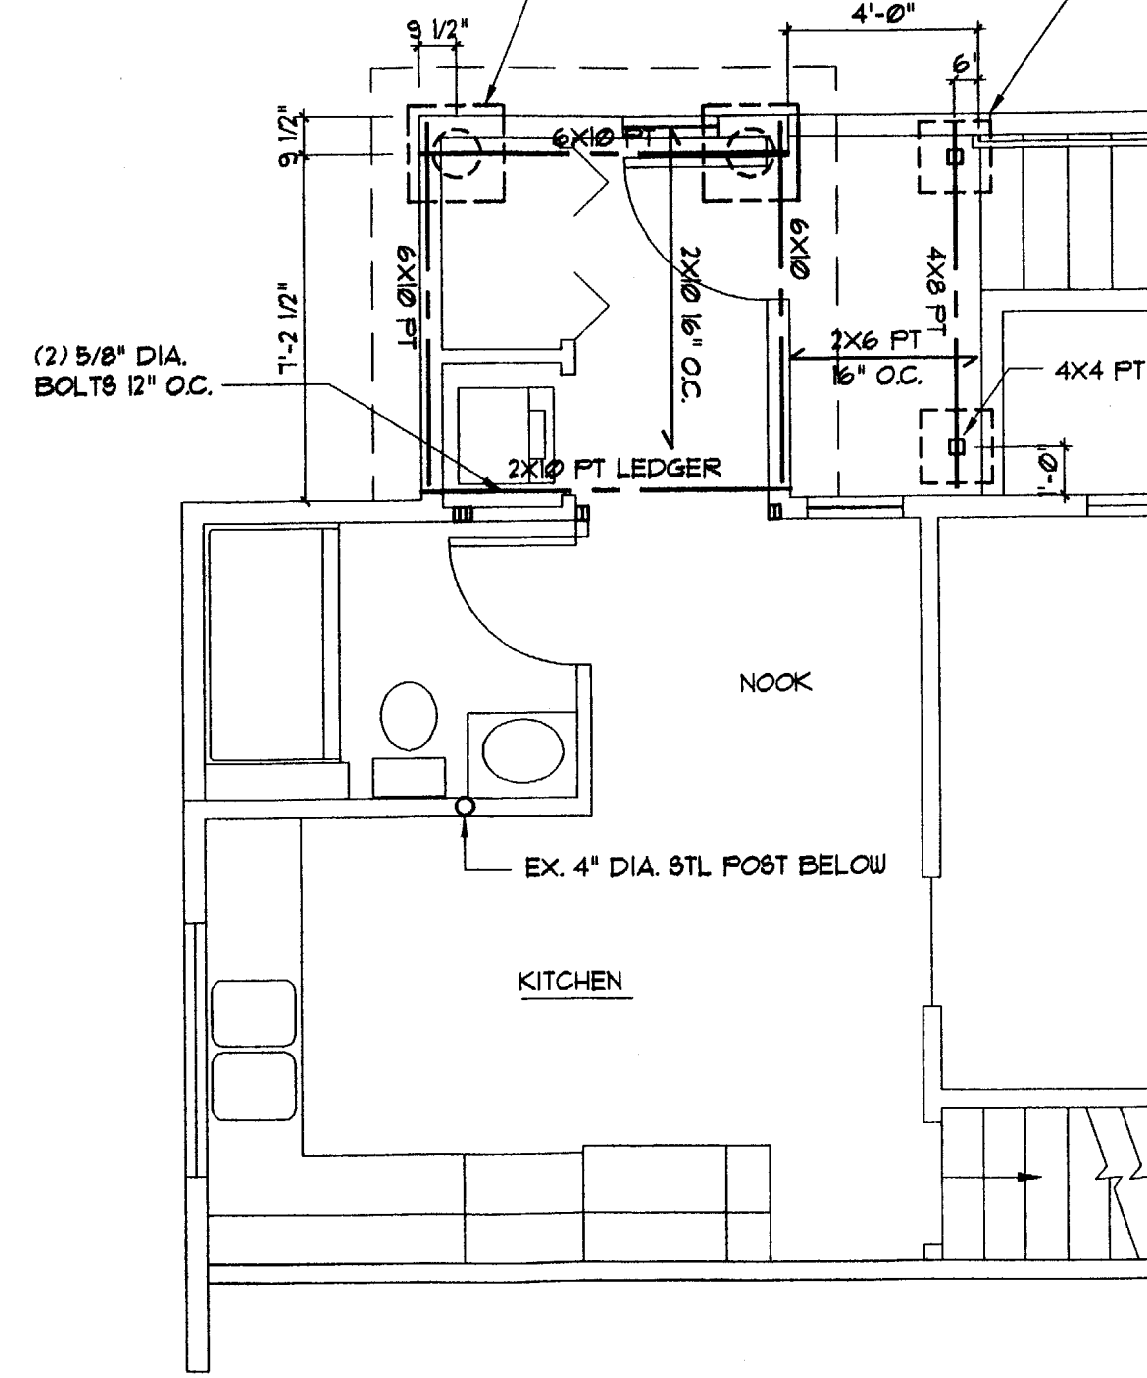 9 1/2"
4'-0"
6"
9 1/2"
6X10 PT
6X10 PT
2X10 16" O.C.
6X10
4X8 PT
7'-2 1/2"
(2) 5/8" DIA.
BOLTS 12" O.C.
2X6 PT
16" O.C.
4X4 PT
2X10 PT LEDGER
1'-0"
NOOK
EX. 4" DIA. STL POST BELOW
KITCHEN